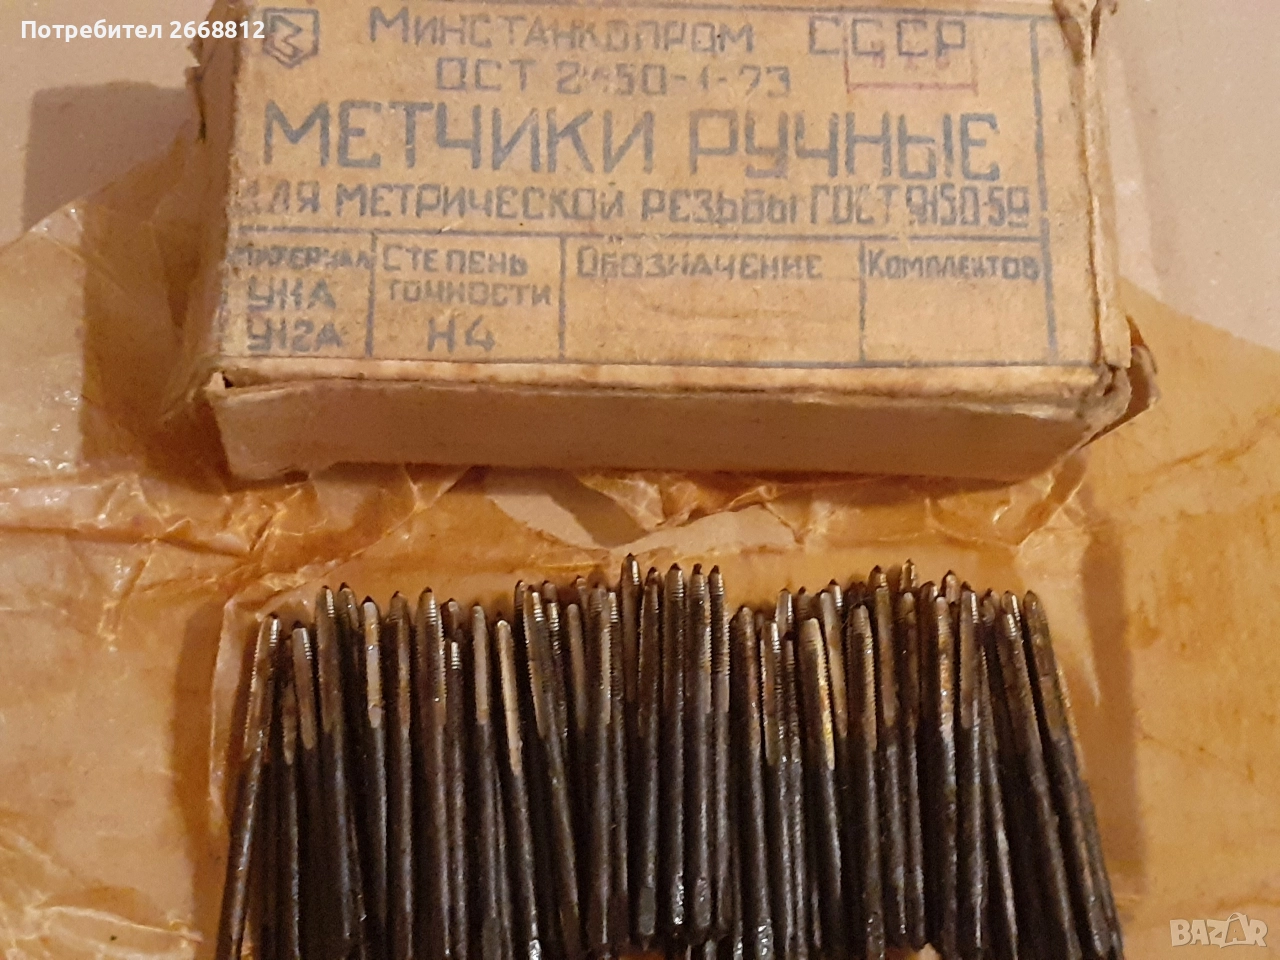 Потребител 2668812
МИНСТАНКОПРОМ СССР
ОСТ 2И50-1-73
МЕТЧИКИ РУЧНЫЕ
ДЛЯ МЕТРИЧЕСКОЙ РЕЗЬБЫ ГОСТ 9150-59
МАТЕРИАЛ
У11А
У12А
СТЕПЕНЬ
ТОЧНОСТИ
Н4
ОБОЗНАЧЕНИЕ
КОМПЛЕКТОВ
BAZAR